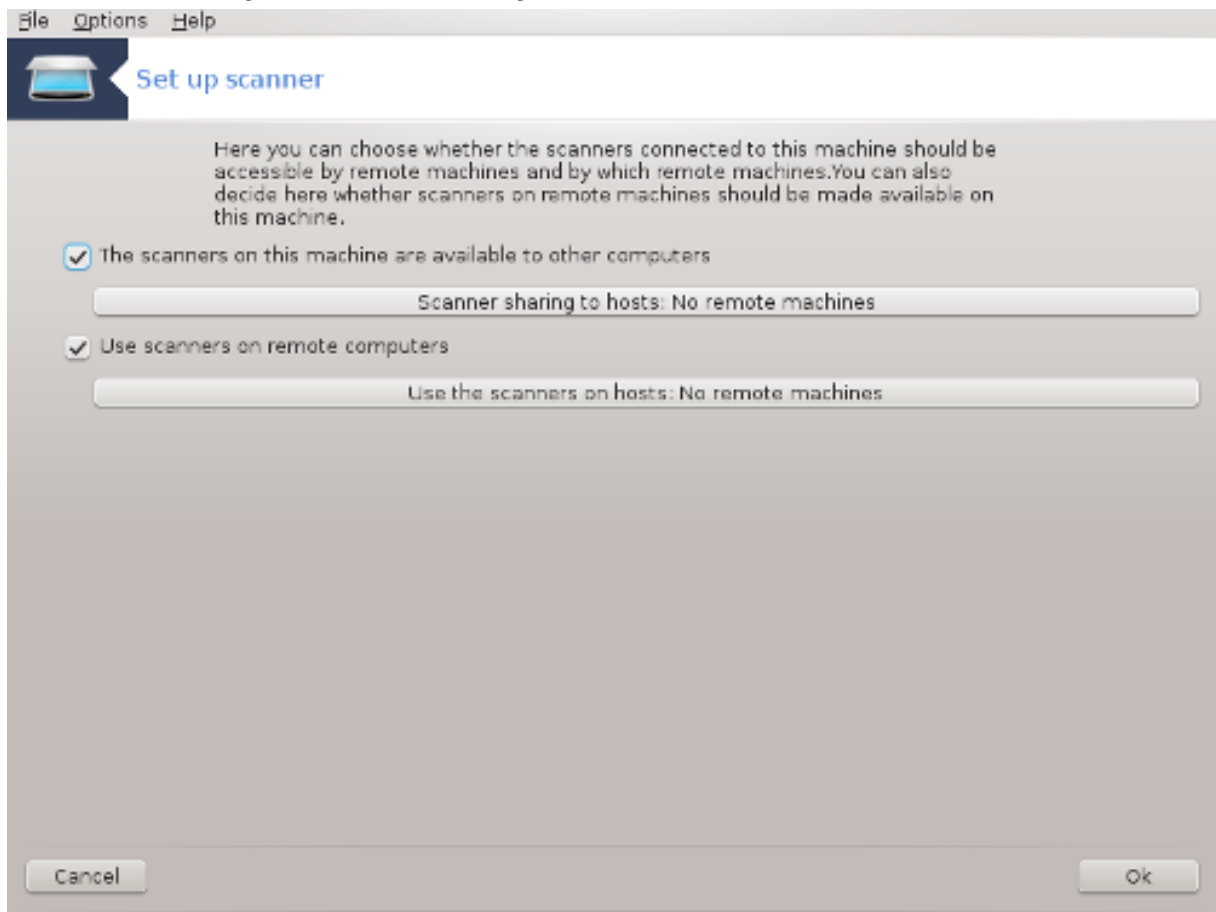 File Options Help
Set up scanner
Here you can choose whether the scanners connected to this machine should be
accessible by remote machines and by which remote machines.You can also
decide here whether scanners on remote machines should be made available on
this machine.
The scanners on this machine are available to other computers
Scanner sharing to hosts: No remote machines
Use scanners on remote computers
Use the scanners on hosts: No remote machines
Cancel Ok